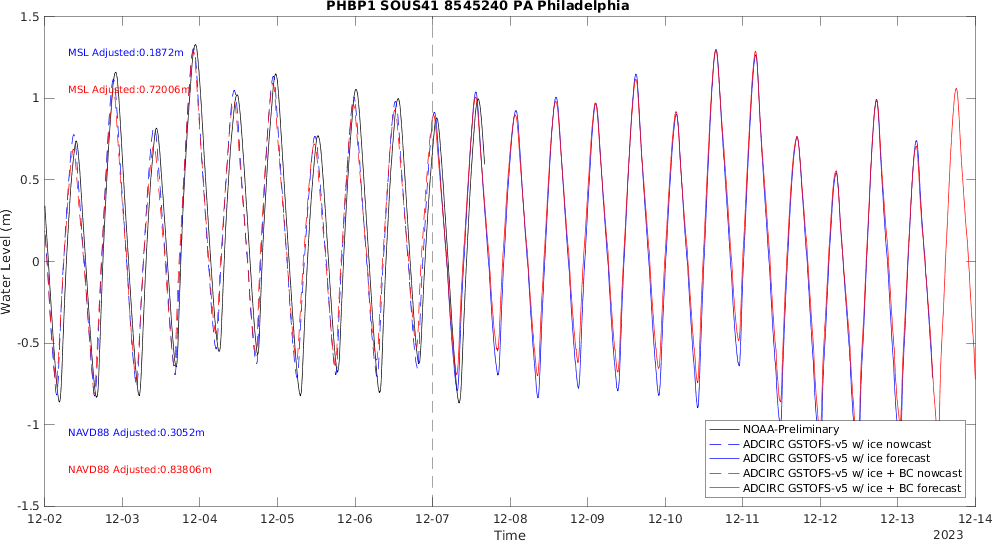 PHBP1 SOUS41 8545240 PA Philadelphia
1.5
1
0.5
0
-0.5
-1
-1.5
Water Level (m)
MSL Adjusted:0.1872m
MSL Adjusted:0.72006m
NAVD88 Adjusted:0.3052m
NAVD88 Adjusted:0.83806m
NOAA-Preliminary
ADCIRC GSTOFS-v5 w/ ice nowcast
ADCIRC GSTOFS-v5 w/ ice forecast
ADCIRC GSTOFS-v5 w/ ice + BC nowcast
ADCIRC GSTOFS-v5 w/ ice + BC forecast
12-02 12-03 12-04 12-05 12-06 12-07 12-08 12-09 12-10 12-11 12-12 12-13 12-14
Time
2023